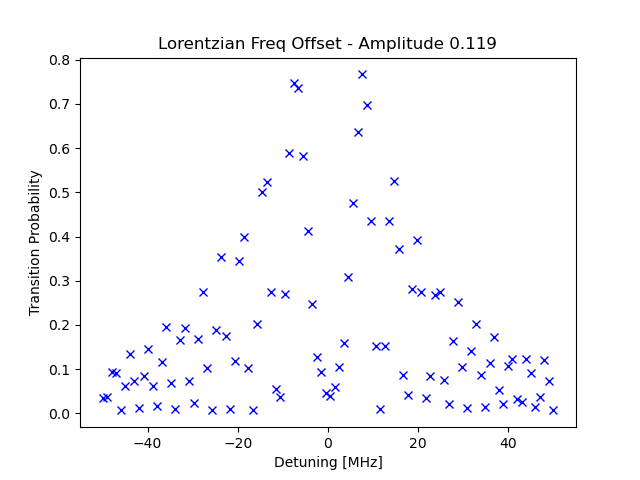 Lorentzian Freq Offset - Amplitude 0.119
Transition Probability
0.8
0.7
0.6
0.5
0.4
0.3
0.2
0.1
0.0
−40 −20 0 20 40
Detuning [MHz]